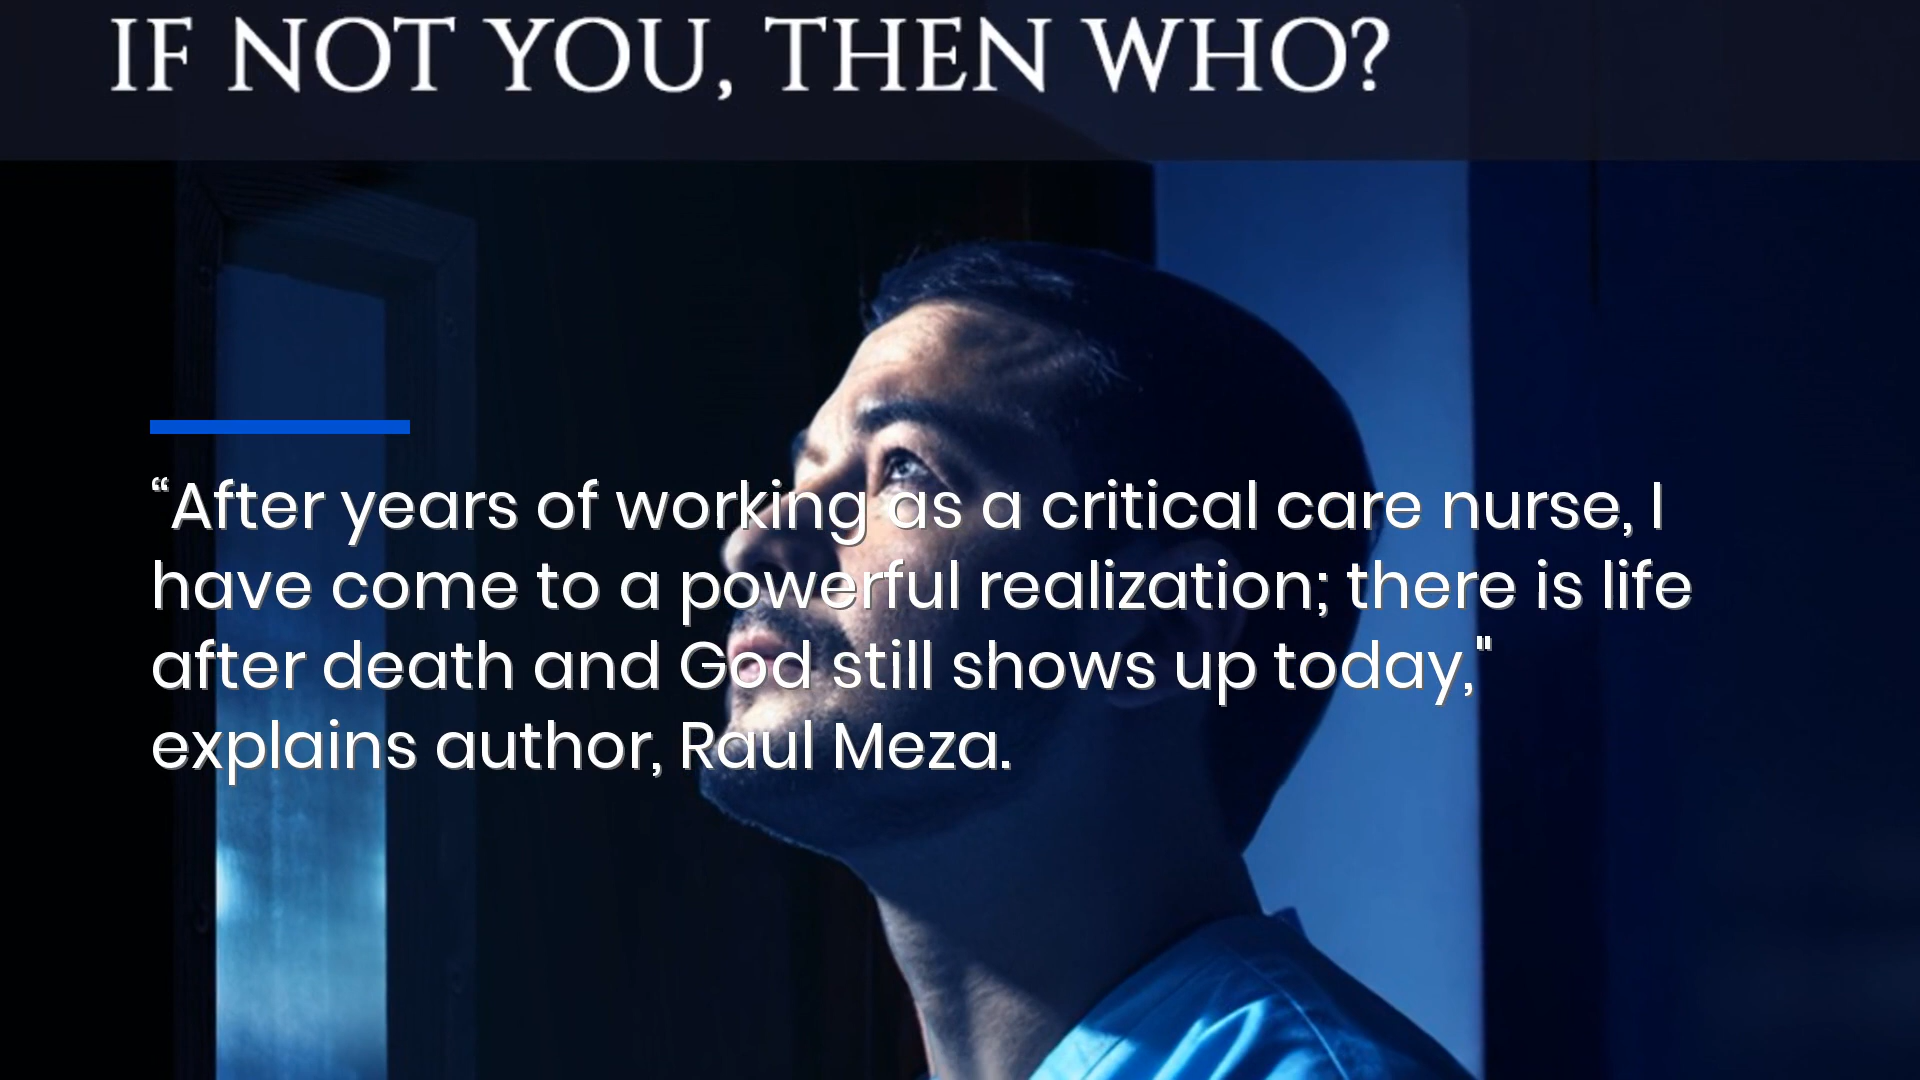 IF NOT YOU, THEN WHO?
“After years of working as a critical care nurse, I
have come to a powerful realization; there is life
after death and God still shows up today,"
explains author, Raul Meza.